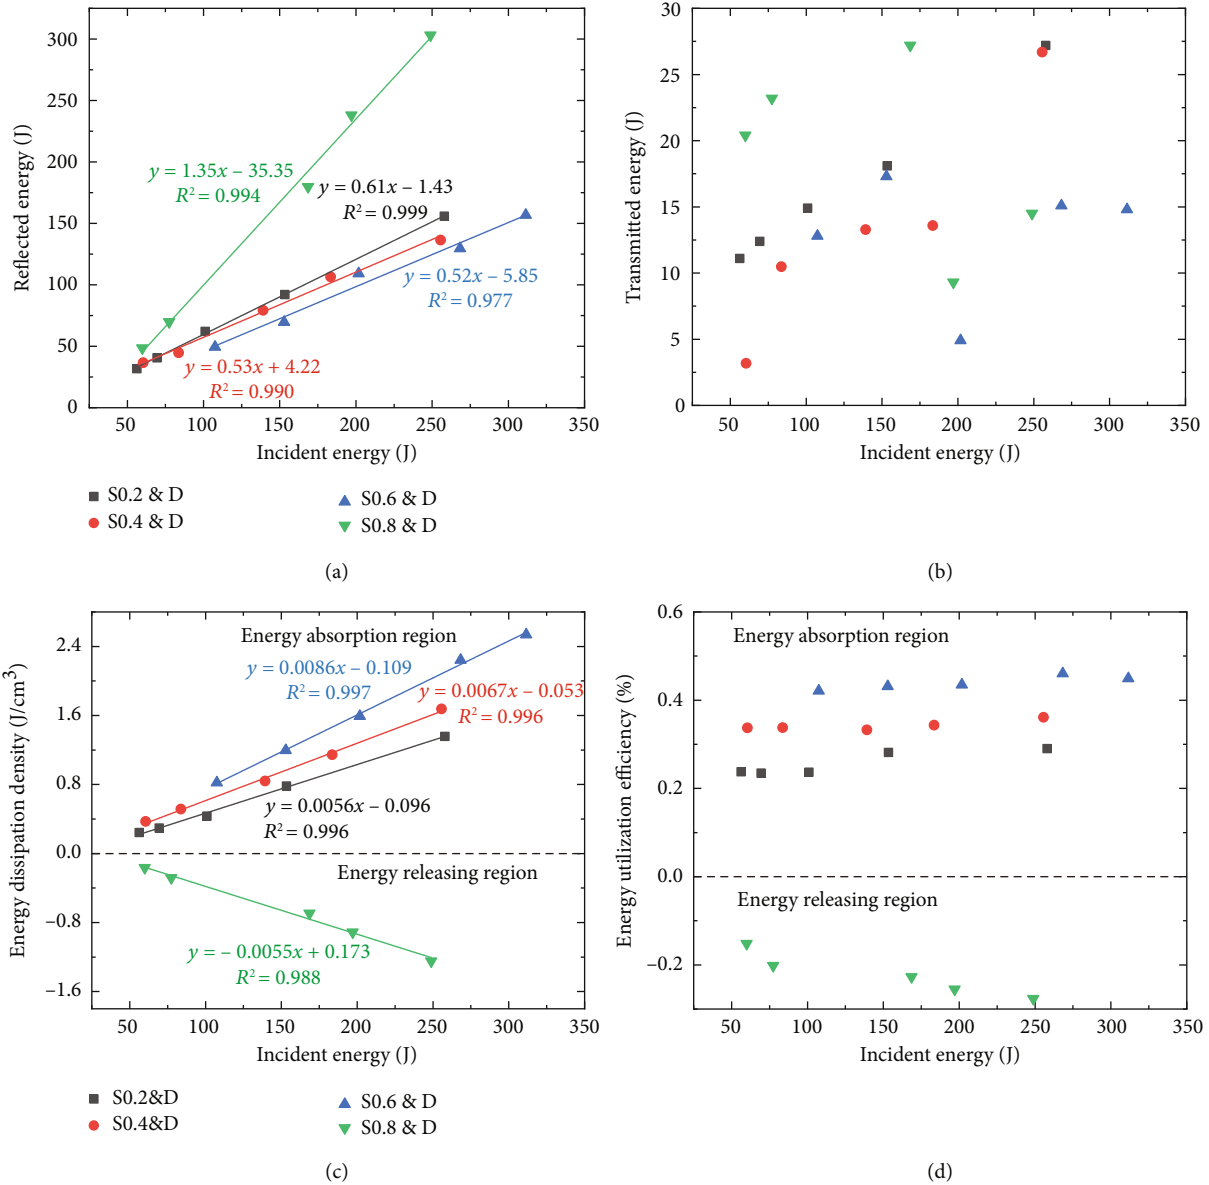 300
250
200
150
100
50
0
Reflected energy (J)
y = 1.35x – 35.35
R² = 0.994
y = 0.61x – 1.43
R² = 0.999
y = 0.52x – 5.85
R² = 0.977
y = 0.53x + 4.22
R² = 0.990
50 100 150 200 250 300 350
Incident energy (J)
S0.2 & D
S0.4 & D
S0.6 & D
S0.8 & D
(a)
30
25
20
15
10
5
0
Transmitted energy (J)
50 100 150 200 250 300 350
Incident energy (J)
(b)
2.4
1.6
0.8
0.0
–0.8
–1.6
Energy dissipation density (J/cm³)
Energy absorption region
y = 0.0086x – 0.109
R² = 0.997
y = 0.0067x – 0.053
R² = 0.996
y = 0.0056x – 0.096
R² = 0.996
Energy releasing region
y = – 0.0055x + 0.173
R² = 0.988
50 100 150 200 250 300 350
Incident energy (J)
S0.2&D
S0.4&D
S0.6 & D
S0.8 & D
(c)
0.6
0.4
0.2
0.0
–0.2
Energy utilization efficiency (%)
Energy absorption region
Energy releasing region
50 100 150 200 250 300 350
Incident energy (J)
(d)